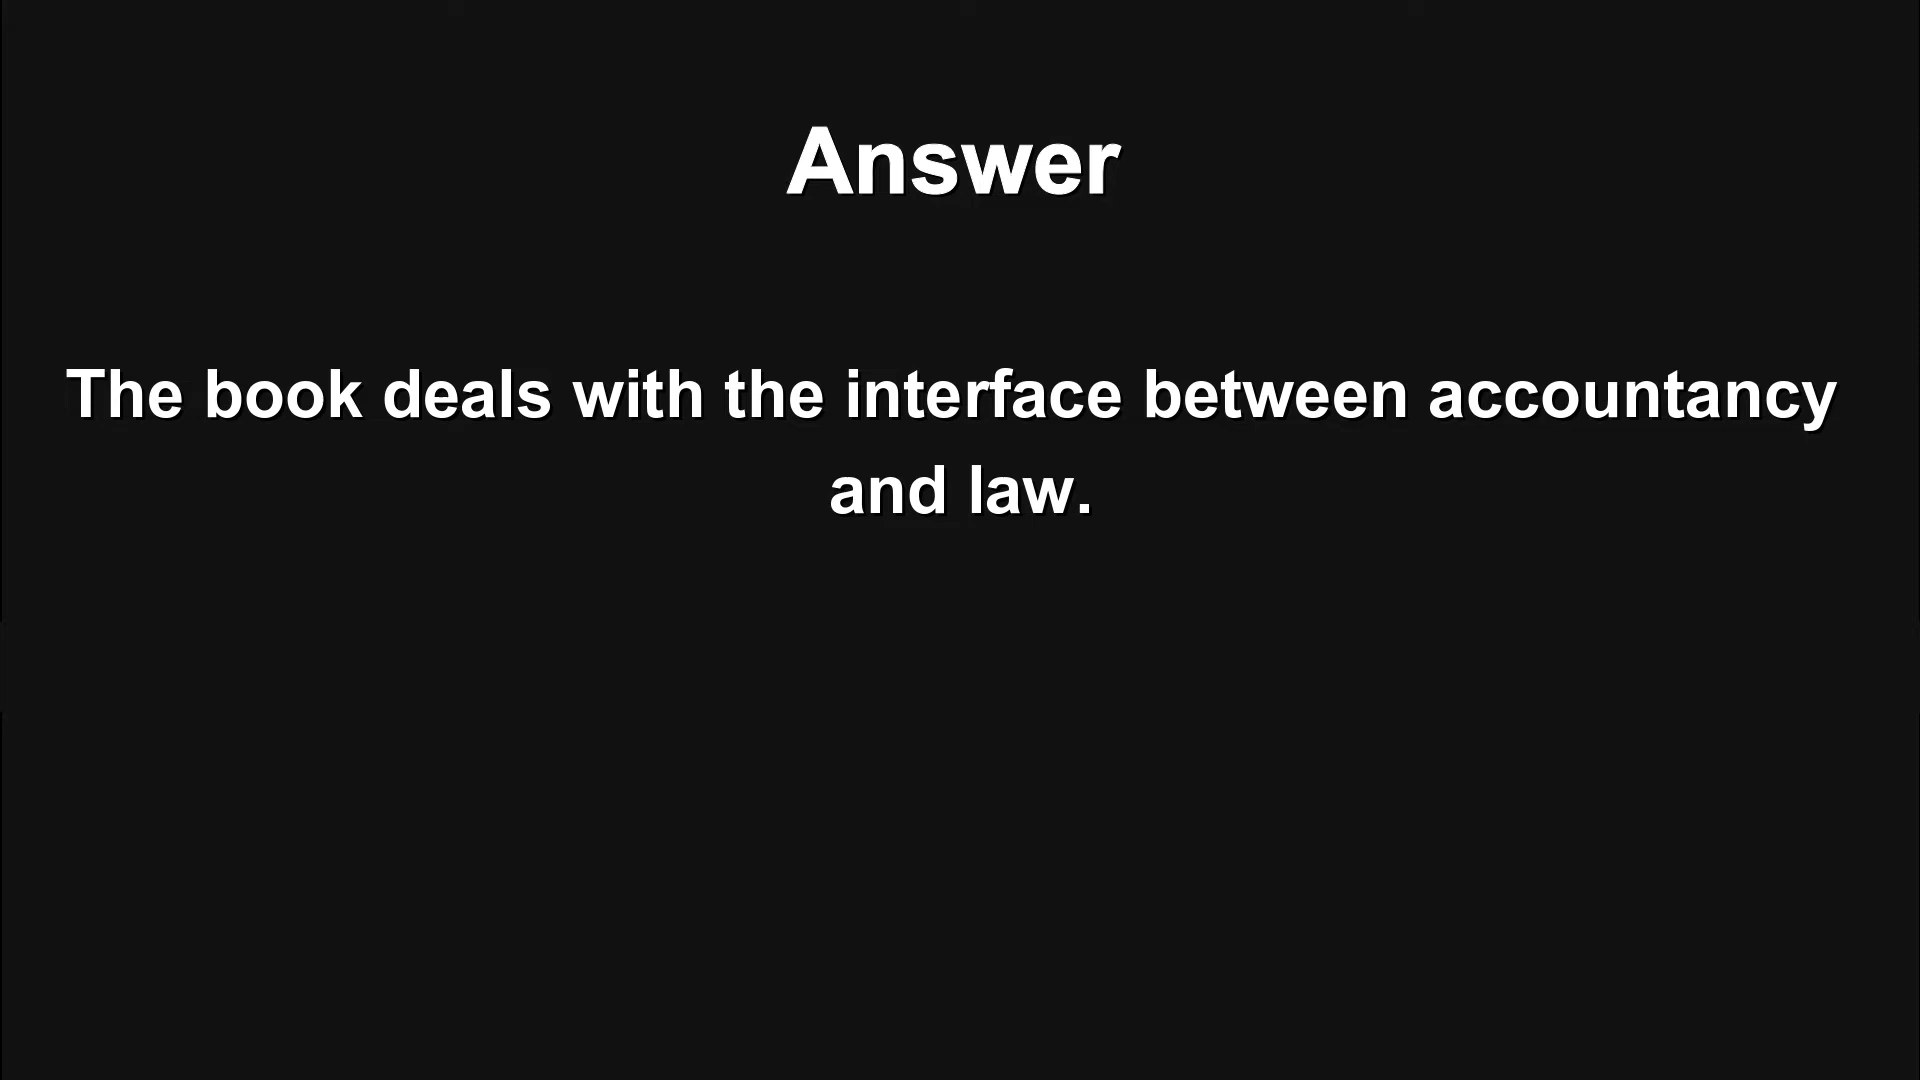 Answer
The book deals with the interface between accountancy
and law.